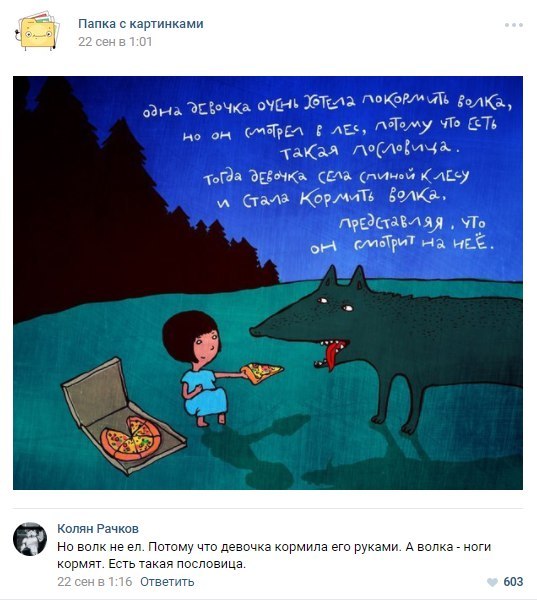 Папка с картинками
22 сен в 1:01
одна девочка очень хотела покормить волка,
но он смотрел в лес, потому что есть
такая пословица.
тогда девочка села спиной к лесу
и стала кормить волка,
представляя, что
он смотрит на неё.
Колян Рачков
Но волк не ел. Потому что девочка кормила его руками. А волка - ноги
кормят. Есть такая пословица.
22 сен в 1:16 Ответить 603